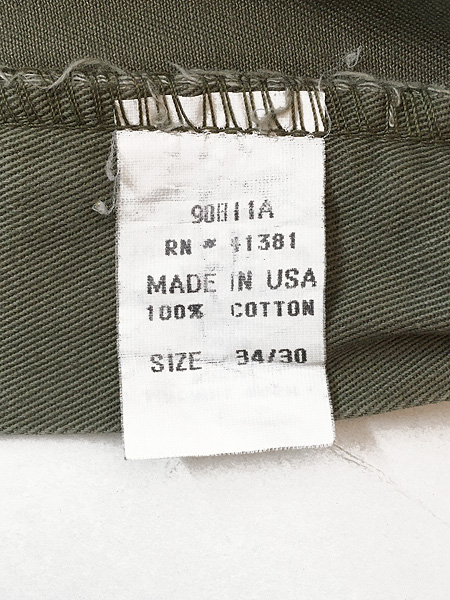 90811A
RN # 41381
MADE IN USA
100% COTTON
SIZE 34/30